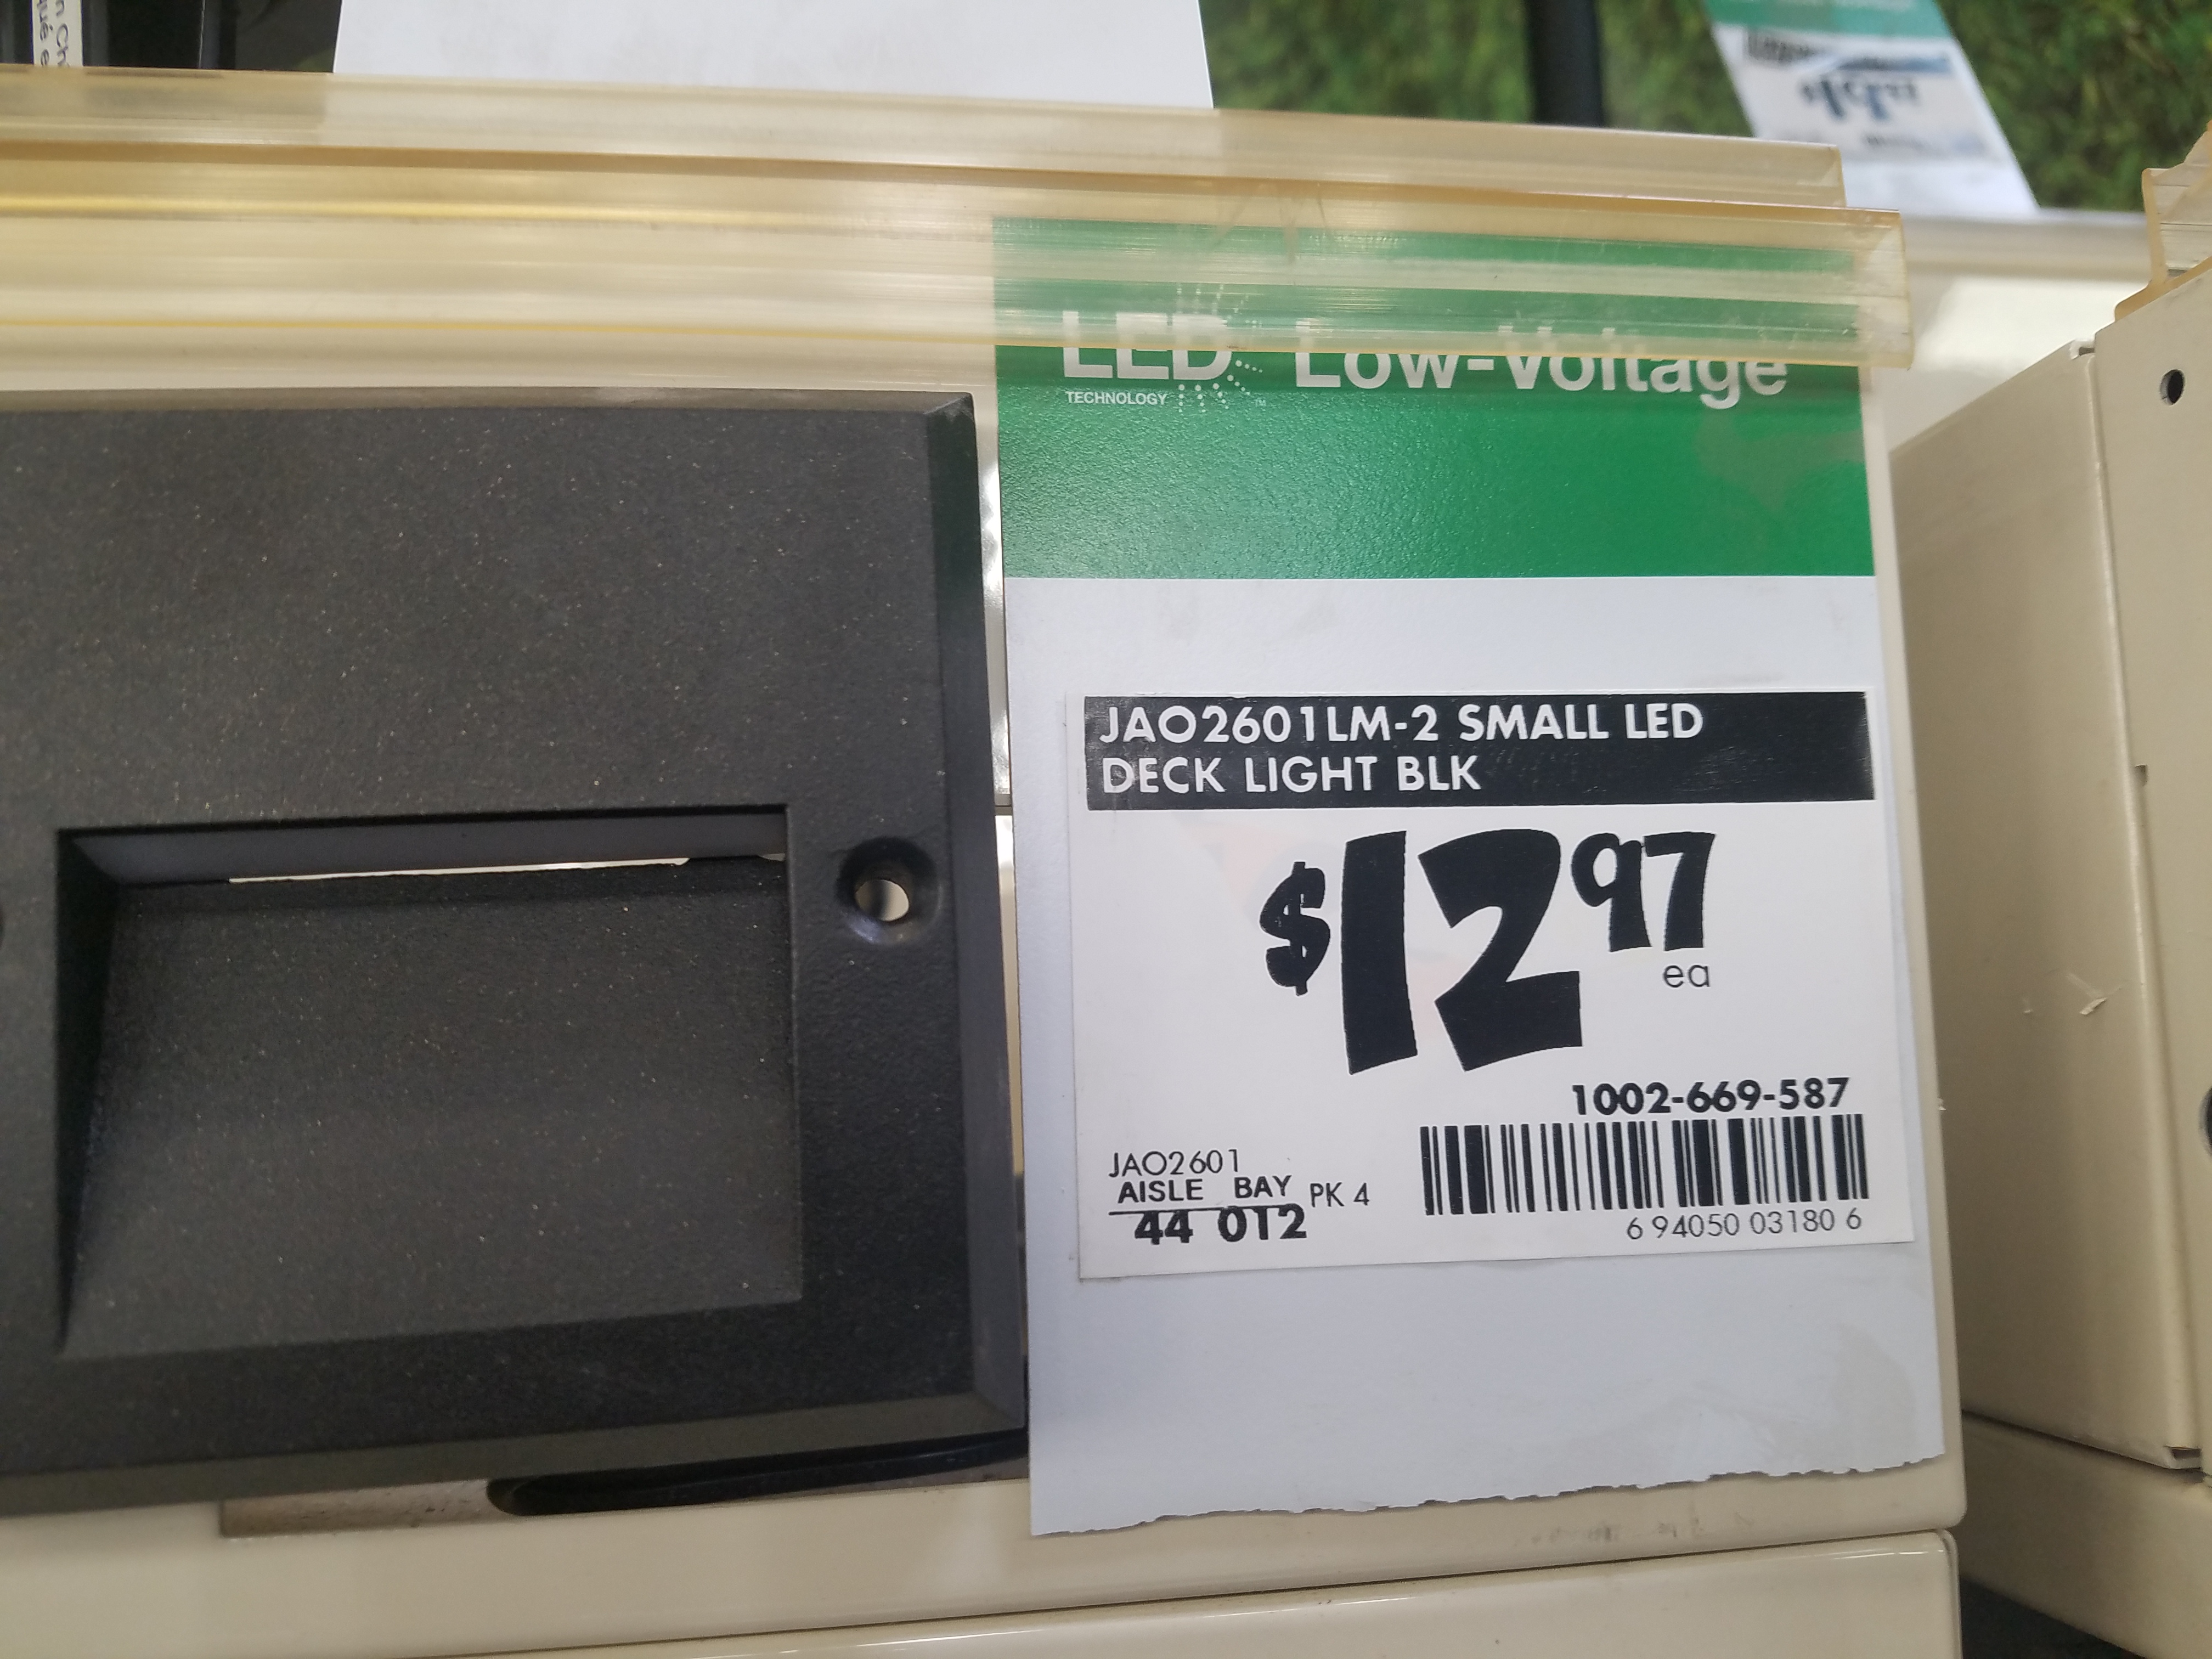 LED Low-Voltage
TECHNOLOGY
TM
JAO2601LM-2 SMALL LED
DECK LIGHT BLK
$12 97
ea
1002-669-587
JAO2601
AISLE BAY PK 4
44 012
6 94050 03180 6